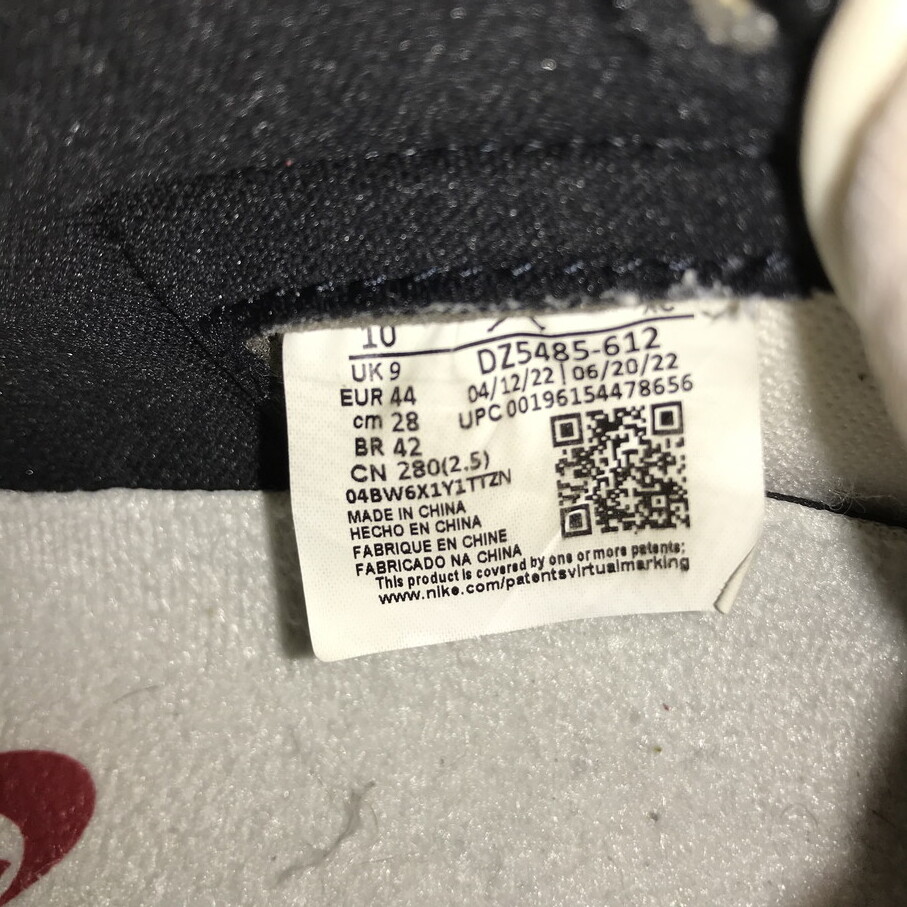 10
UK 9
EUR 44
cm 28
BR 42
CN 280(2.5)
04BW6X1Y1TTZN
MADE IN CHINA
HECHO EN CHINA
FABRIQUE EN CHINE
FABRICADO NA CHINA
DZ5485-612
04/12/22 | 06/20/22
UPC 00196154478656
This product is covered by one or more patents:
www.nike.com/patentsvirtualmarking